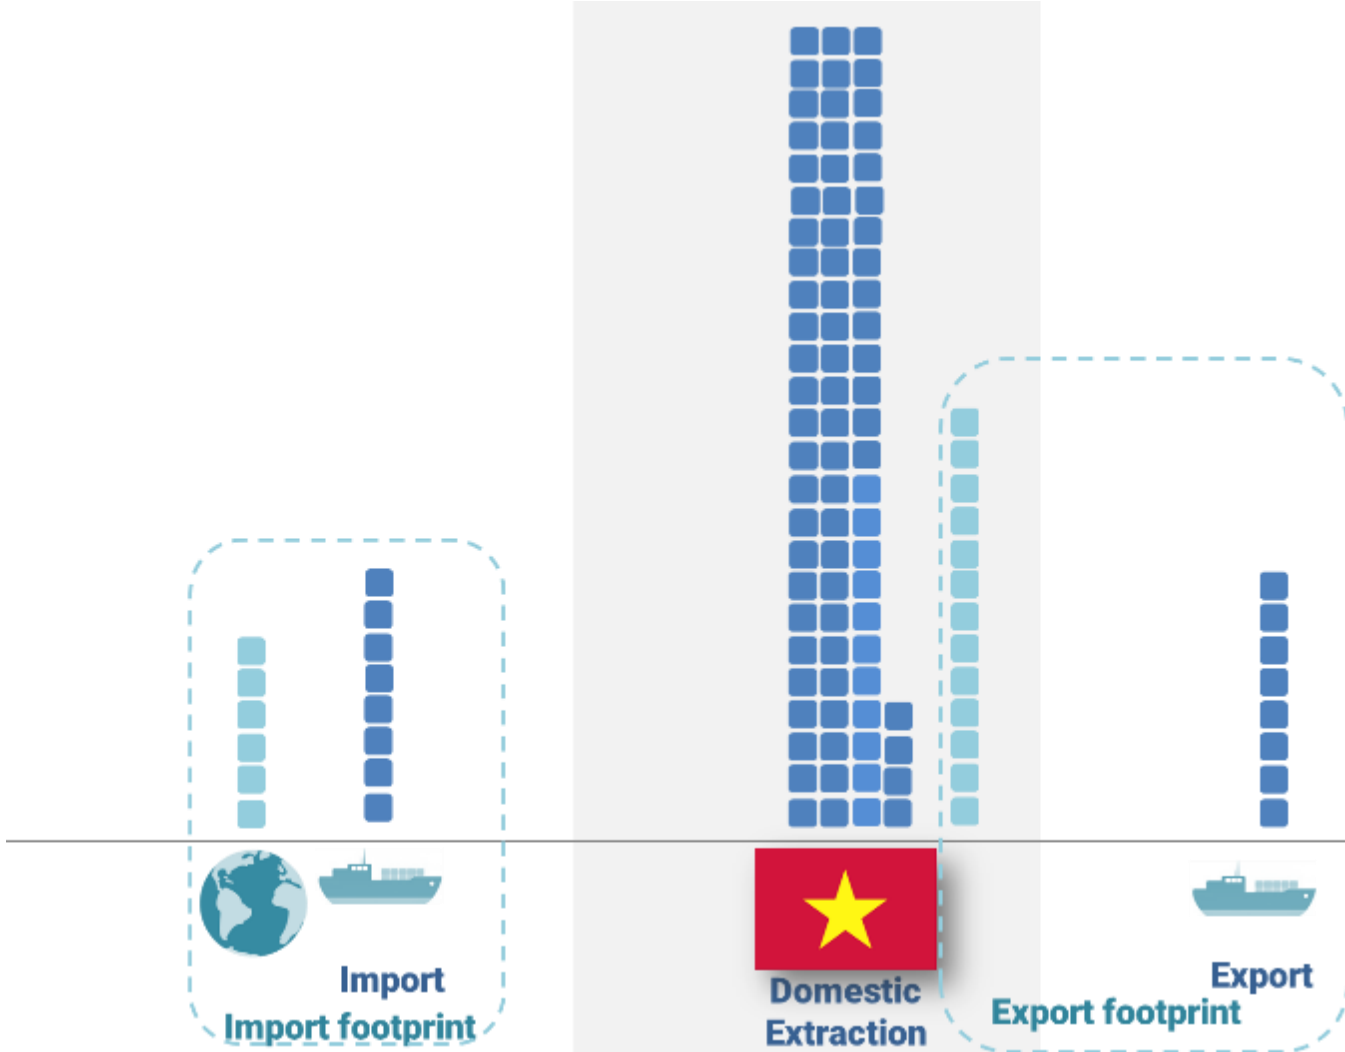 Import
Import footprint
Domestic
Extraction
Export
Export footprint